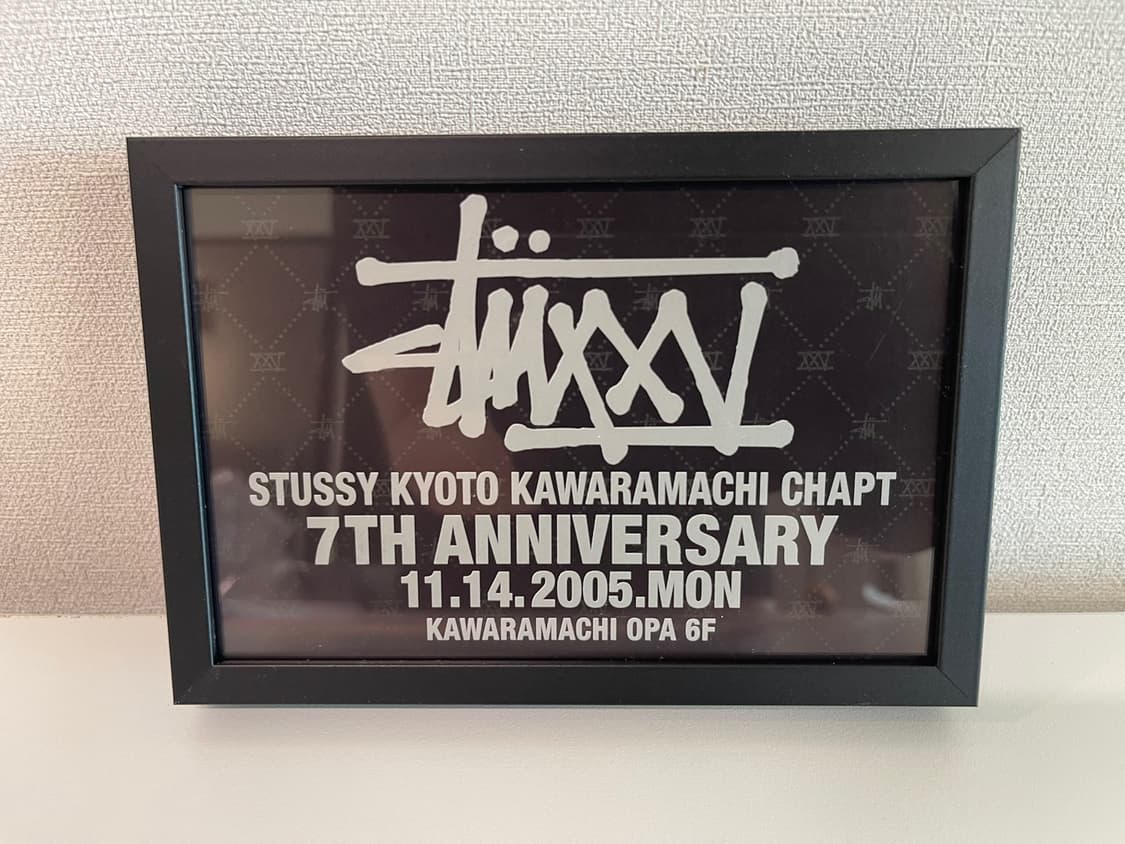 STÜXXV
STUSSY KYOTO KAWARAMACHI CHAPT
7TH ANNIVERSARY
11.14.2005.MON
KAWARAMACHI OPA 6F